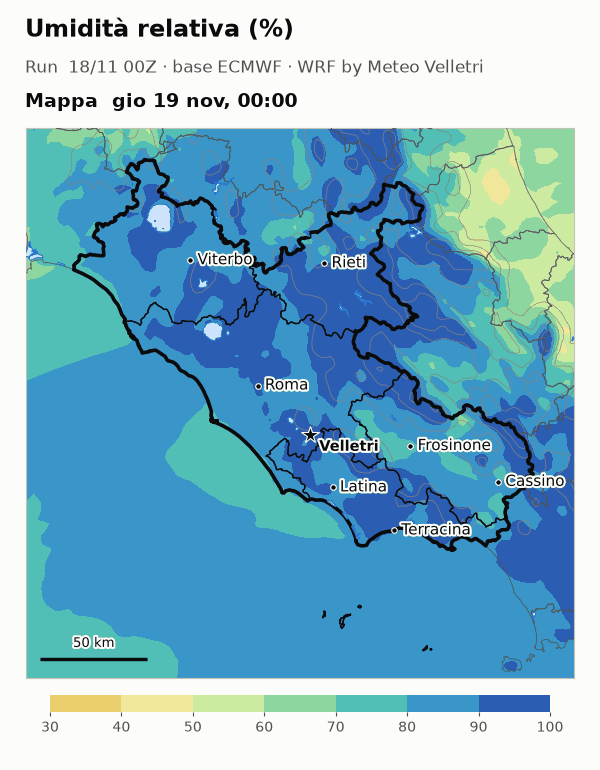 Umidità relativa (%)
Run  18/11 00Z · base ECMWF · WRF by Meteo Velletri
Mappa  gio 19 nov, 00:00
Viterbo
Rieti
Roma
Velletri
Frosinone
Latina
Cassino
Terracina
50 km
30 40 50 60 70 80 90 100